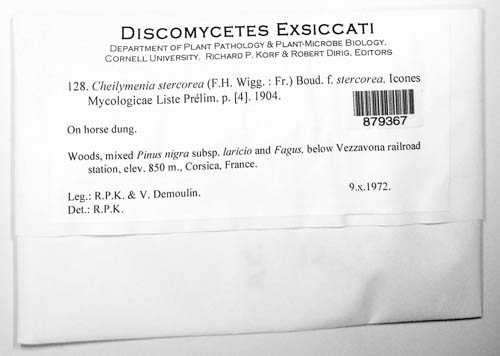 DISCOMYCETES EXSICCATI
DEPARTMENT OF PLANT PATHOLOGY & PLANT-MICROBE BIOLOGY,
CORNELL UNIVERSITY. RICHARD P. KORF & ROBERT DIRIG, EDITORS
128. Cheilymenia stercorea (F.H. Wigg. : Fr.) Boud. f. stercorea, Icones
Mycologicae Liste Prélim. p. [4]. 1904.
879367
On horse dung.
Woods, mixed Pinus nigra subsp. laricio and Fagus, below Vezzavona railroad
station, elev. 850 m., Corsica, France.
Leg.: R.P.K. & V. Demoulin. 9.x.1972.
Det.: R.P.K.